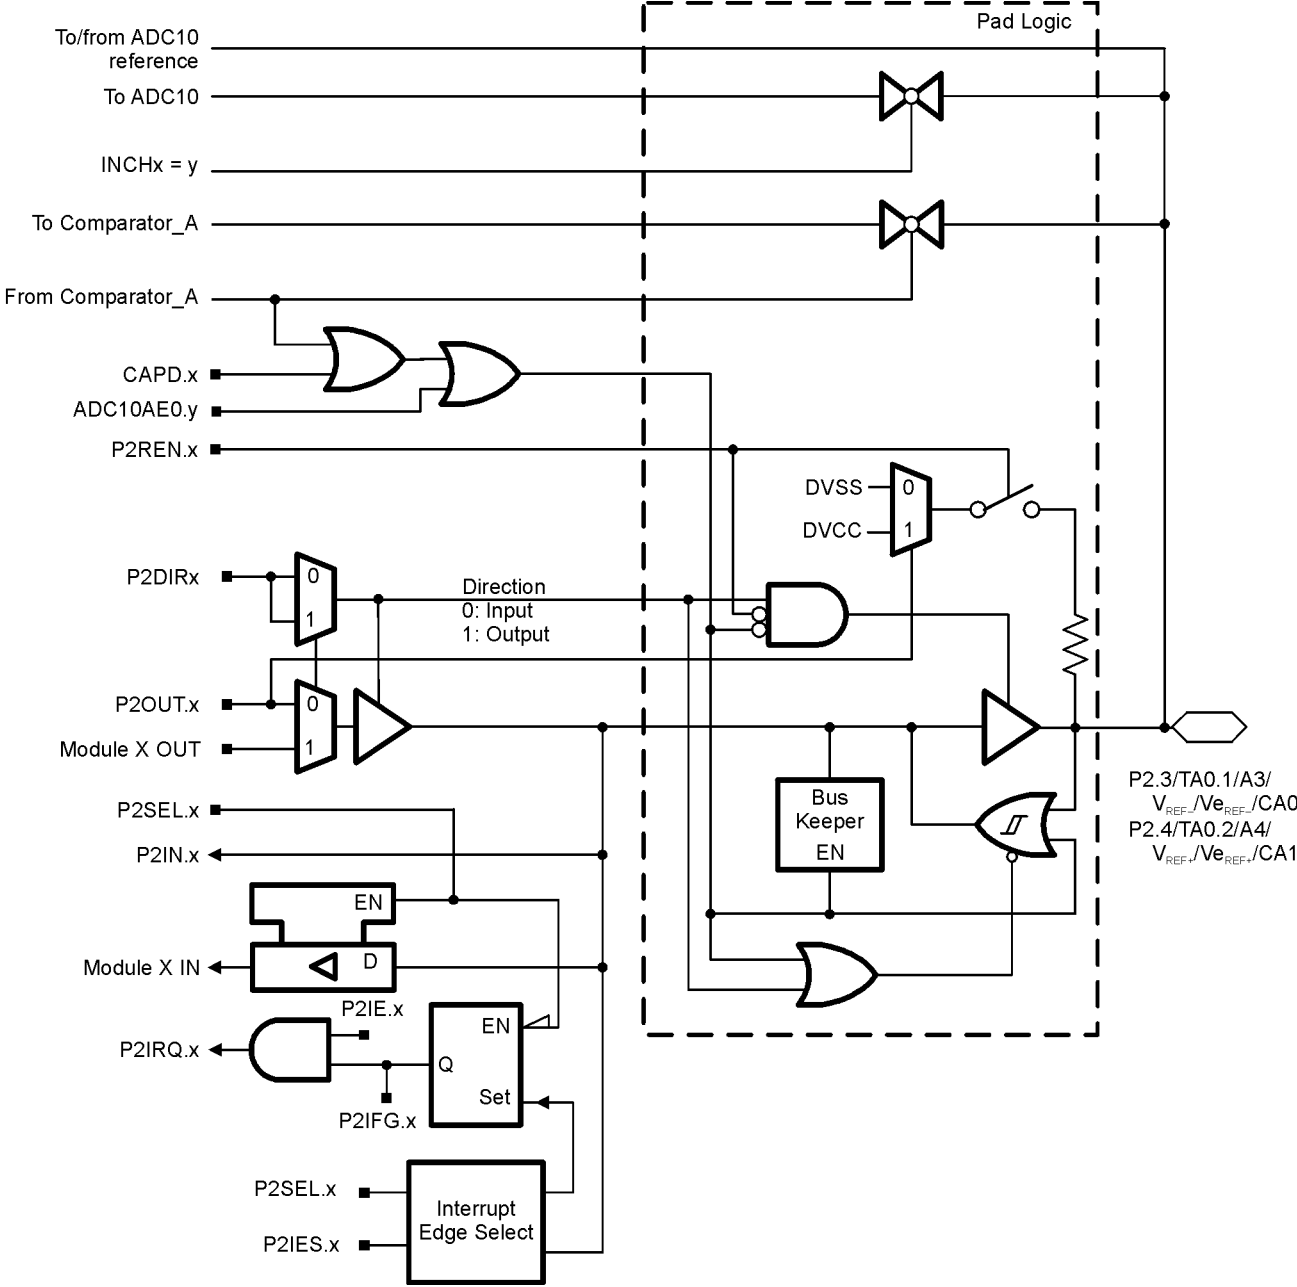 Pad Logic
To/from ADC10
reference
To ADC10
INCHx = y
To Comparator_A
From Comparator_A
CAPD.x
ADC10AE0.y
P2REN.x
DVSS
0
DVCC
1
P2DIRx
0
1
Direction
0: Input
1: Output
P2OUT.x
0
Module X OUT
1
P2.3/TA0.1/A3/
VREF−/VeREF−/CA0
P2.4/TA0.2/A4/
VREF+/VeREF+/CA1
Bus
Keeper
EN
P2SEL.x
P2IN.x
EN
Module X IN
D
P2IE.x
P2IRQ.x
EN
Q
Set
P2IFG.x
P2SEL.x
Interrupt
Edge Select
P2IES.x